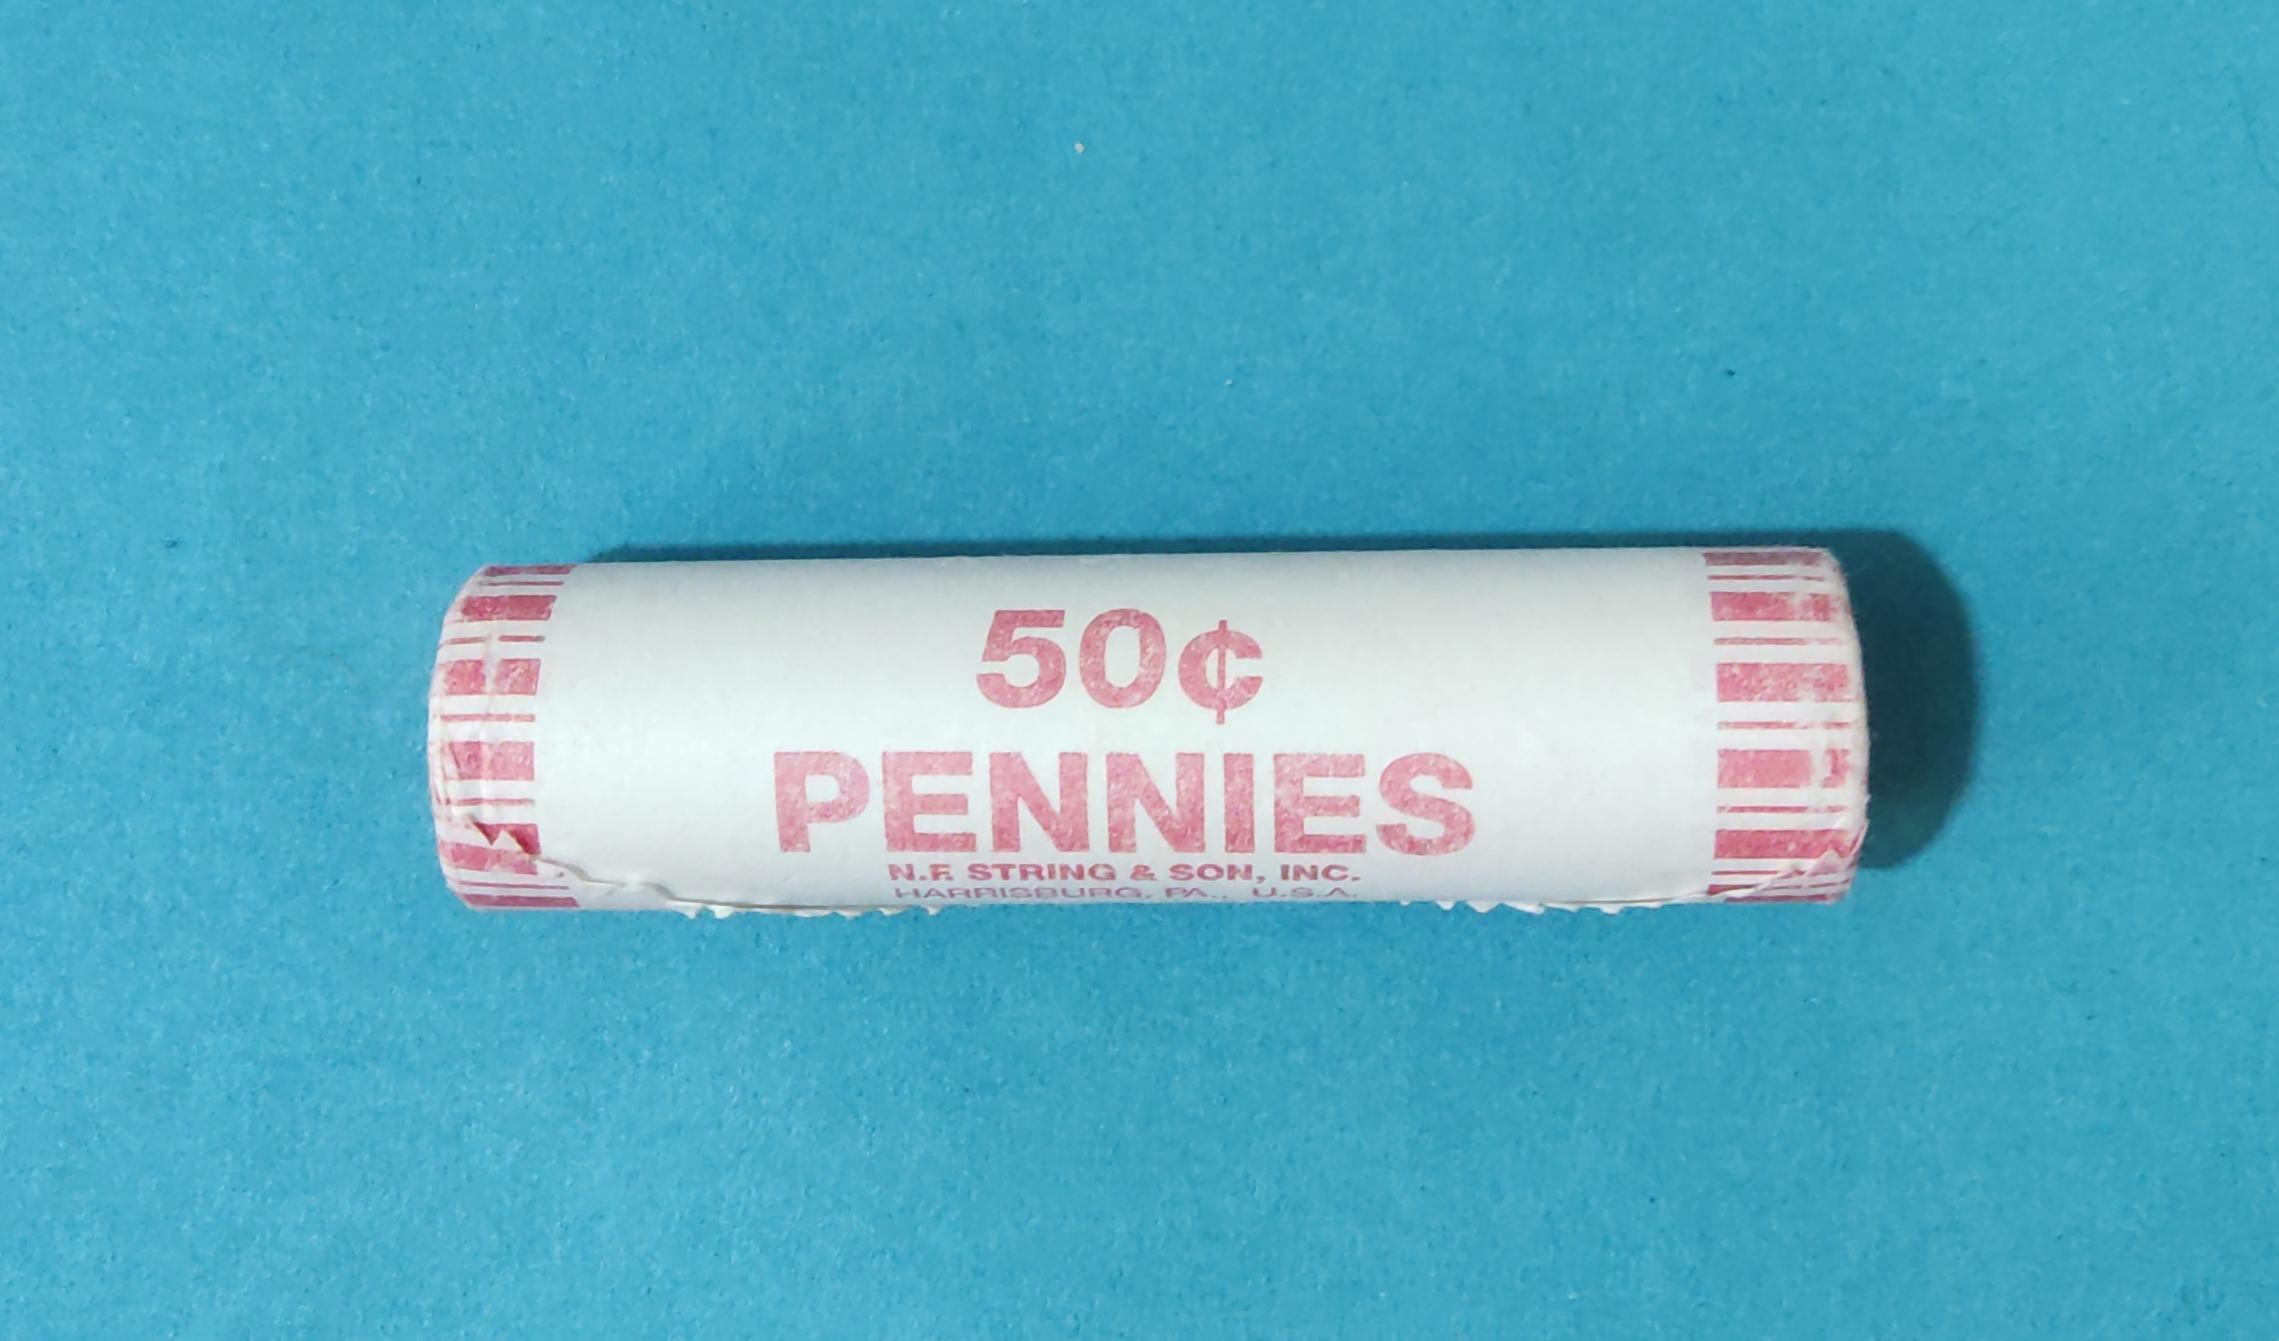 50¢
PENNIES
N.F. STRING & SON, INC.
HARRISBURG, PA., U.S.A.